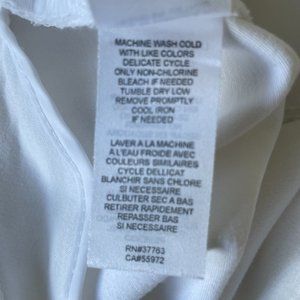 MACHINE WASH COLD
WITH LIKE COLORS
DELICATE CYCLE
ONLY NON-CHLORINE
BLEACH IF NEEDED
TUMBLE DRY LOW
REMOVE PROMPTLY
COOL IRON
IF NEEDED
LAVER A LA MACHINE
A L'EAU FROIDE AVEC
COULEURS SIMILAIRES
CYCLE DELLICAT
BLANCHIR SANS CHLORE
SI NECESSAIRE
CULBUTER SEC A BAS
RETIRER RAPIDEMENT
REPASSER BAS
SI NECESSAIRE
RN#37763
CA#55972